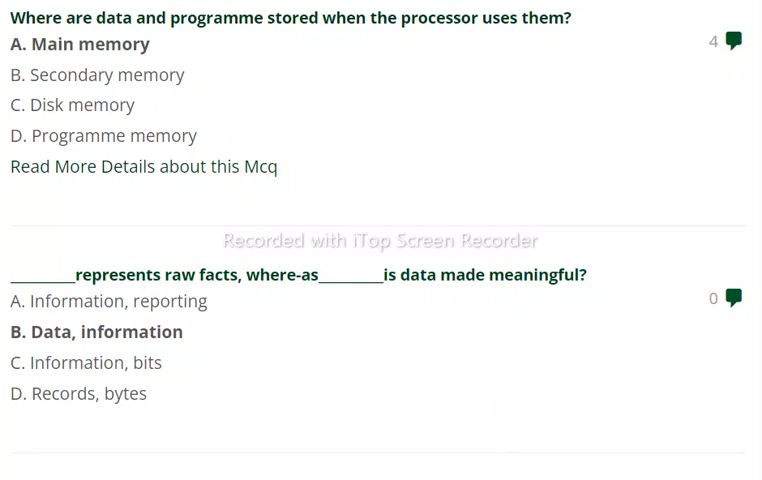 Where are data and programme stored when the processor uses them?
A. Main memory
4
B. Secondary memory
C. Disk memory
D. Programme memory
Read More Details about this Mcq
Recorded with iTop Screen Recorder
_________represents raw facts, where-as_________is data made meaningful?
A. Information, reporting
0
B. Data, information
C. Information, bits
D. Records, bytes